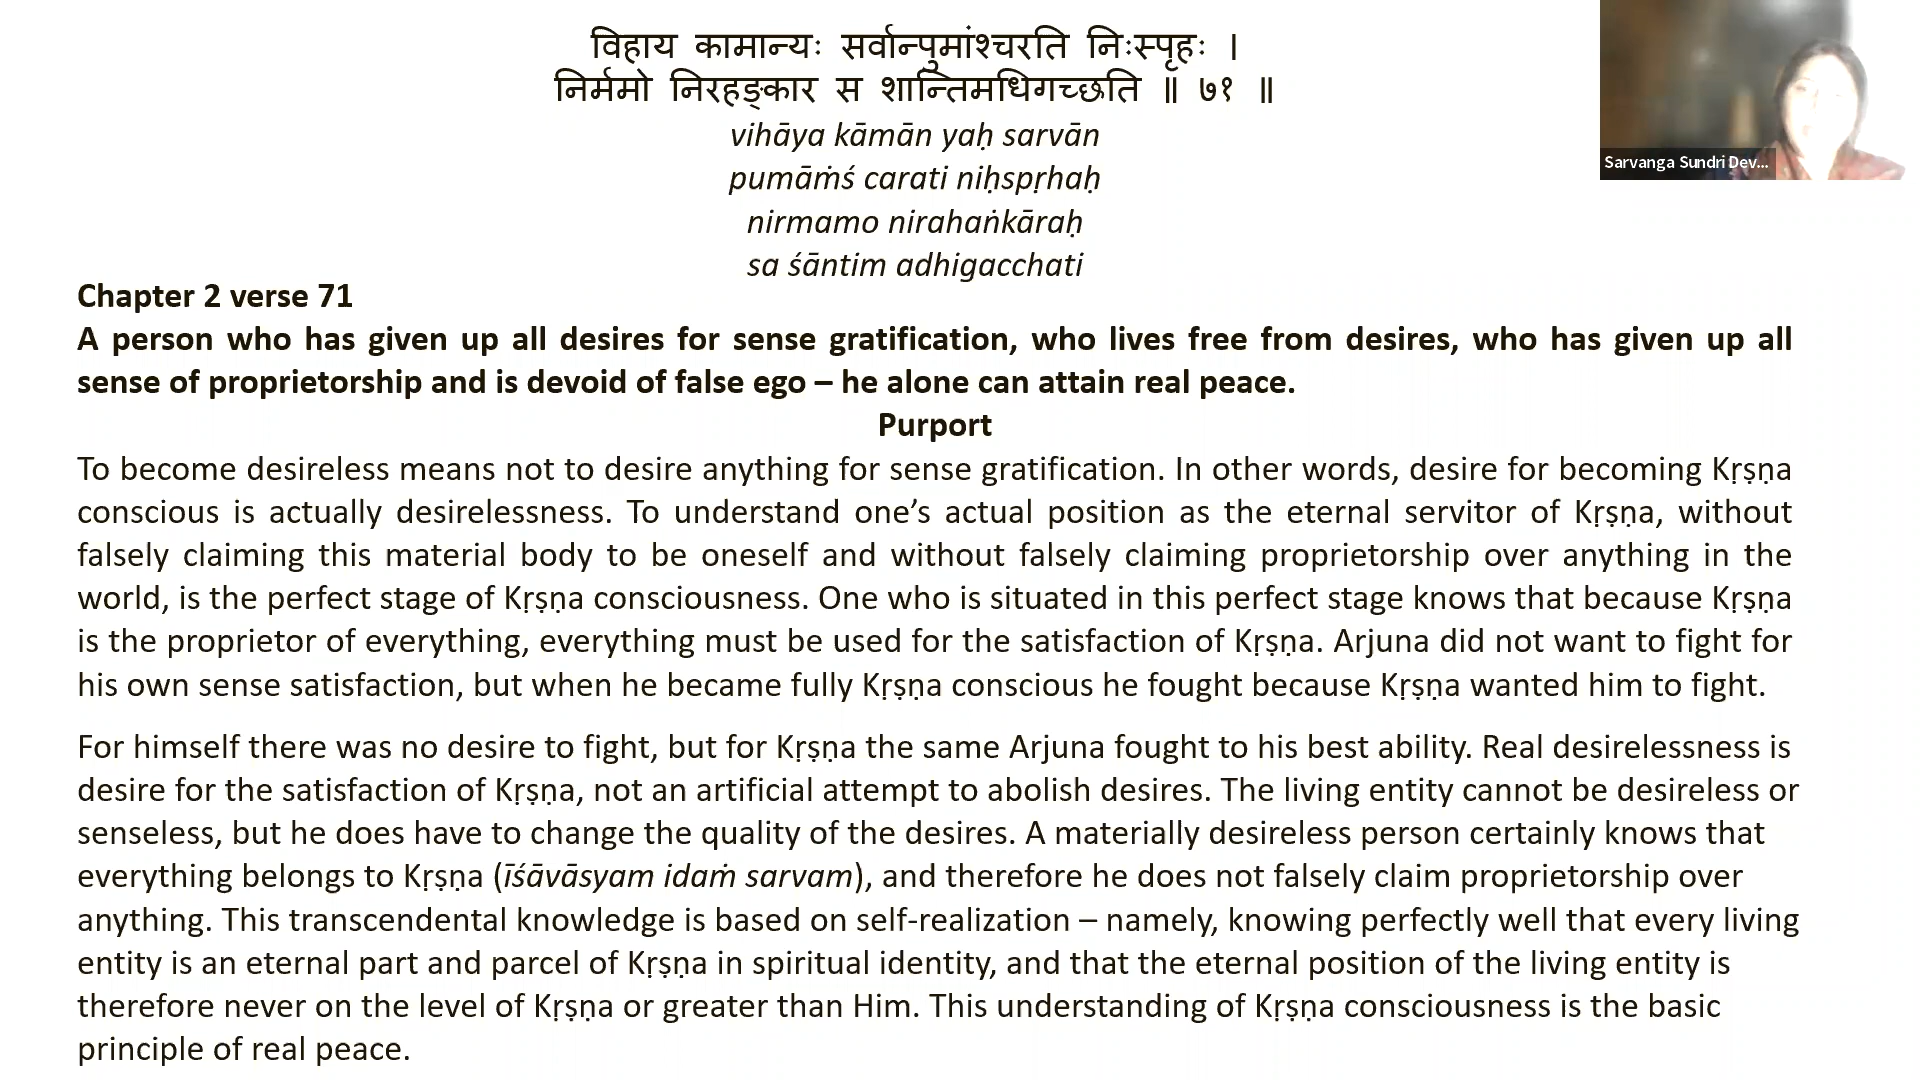 विहाय कामान्यः सर्वान्पुमांश्चरति निःस्पृहः ।
निर्ममो निरहङ्कार स शान्तिमधिगच्छति ॥ ७१ ॥
vihāya kāmān yaḥ sarvān
pumāṁś carati niḥspṛhaḥ
nirmamo nirahaṅkāraḥ
sa śāntim adhigacchati
Sarvanga Sundri Dev...
Chapter 2 verse 71
A person who has given up all desires for sense gratification, who lives free from desires, who has given up all
sense of proprietorship and is devoid of false ego – he alone can attain real peace.
Purport
To become desireless means not to desire anything for sense gratification. In other words, desire for becoming Kṛṣṇa
conscious is actually desirelessness. To understand one’s actual position as the eternal servitor of Kṛṣṇa, without
falsely claiming this material body to be oneself and without falsely claiming proprietorship over anything in the
world, is the perfect stage of Kṛṣṇa consciousness. One who is situated in this perfect stage knows that because Kṛṣṇa
is the proprietor of everything, everything must be used for the satisfaction of Kṛṣṇa. Arjuna did not want to fight for
his own sense satisfaction, but when he became fully Kṛṣṇa conscious he fought because Kṛṣṇa wanted him to fight.
For himself there was no desire to fight, but for Kṛṣṇa the same Arjuna fought to his best ability. Real desirelessness is
desire for the satisfaction of Kṛṣṇa, not an artificial attempt to abolish desires. The living entity cannot be desireless or
senseless, but he does have to change the quality of the desires. A materially desireless person certainly knows that
everything belongs to Kṛṣṇa (īśāvāsyam idaṁ sarvam), and therefore he does not falsely claim proprietorship over
anything. This transcendental knowledge is based on self-realization – namely, knowing perfectly well that every living
entity is an eternal part and parcel of Kṛṣṇa in spiritual identity, and that the eternal position of the living entity is
therefore never on the level of Kṛṣṇa or greater than Him. This understanding of Kṛṣṇa consciousness is the basic
principle of real peace.